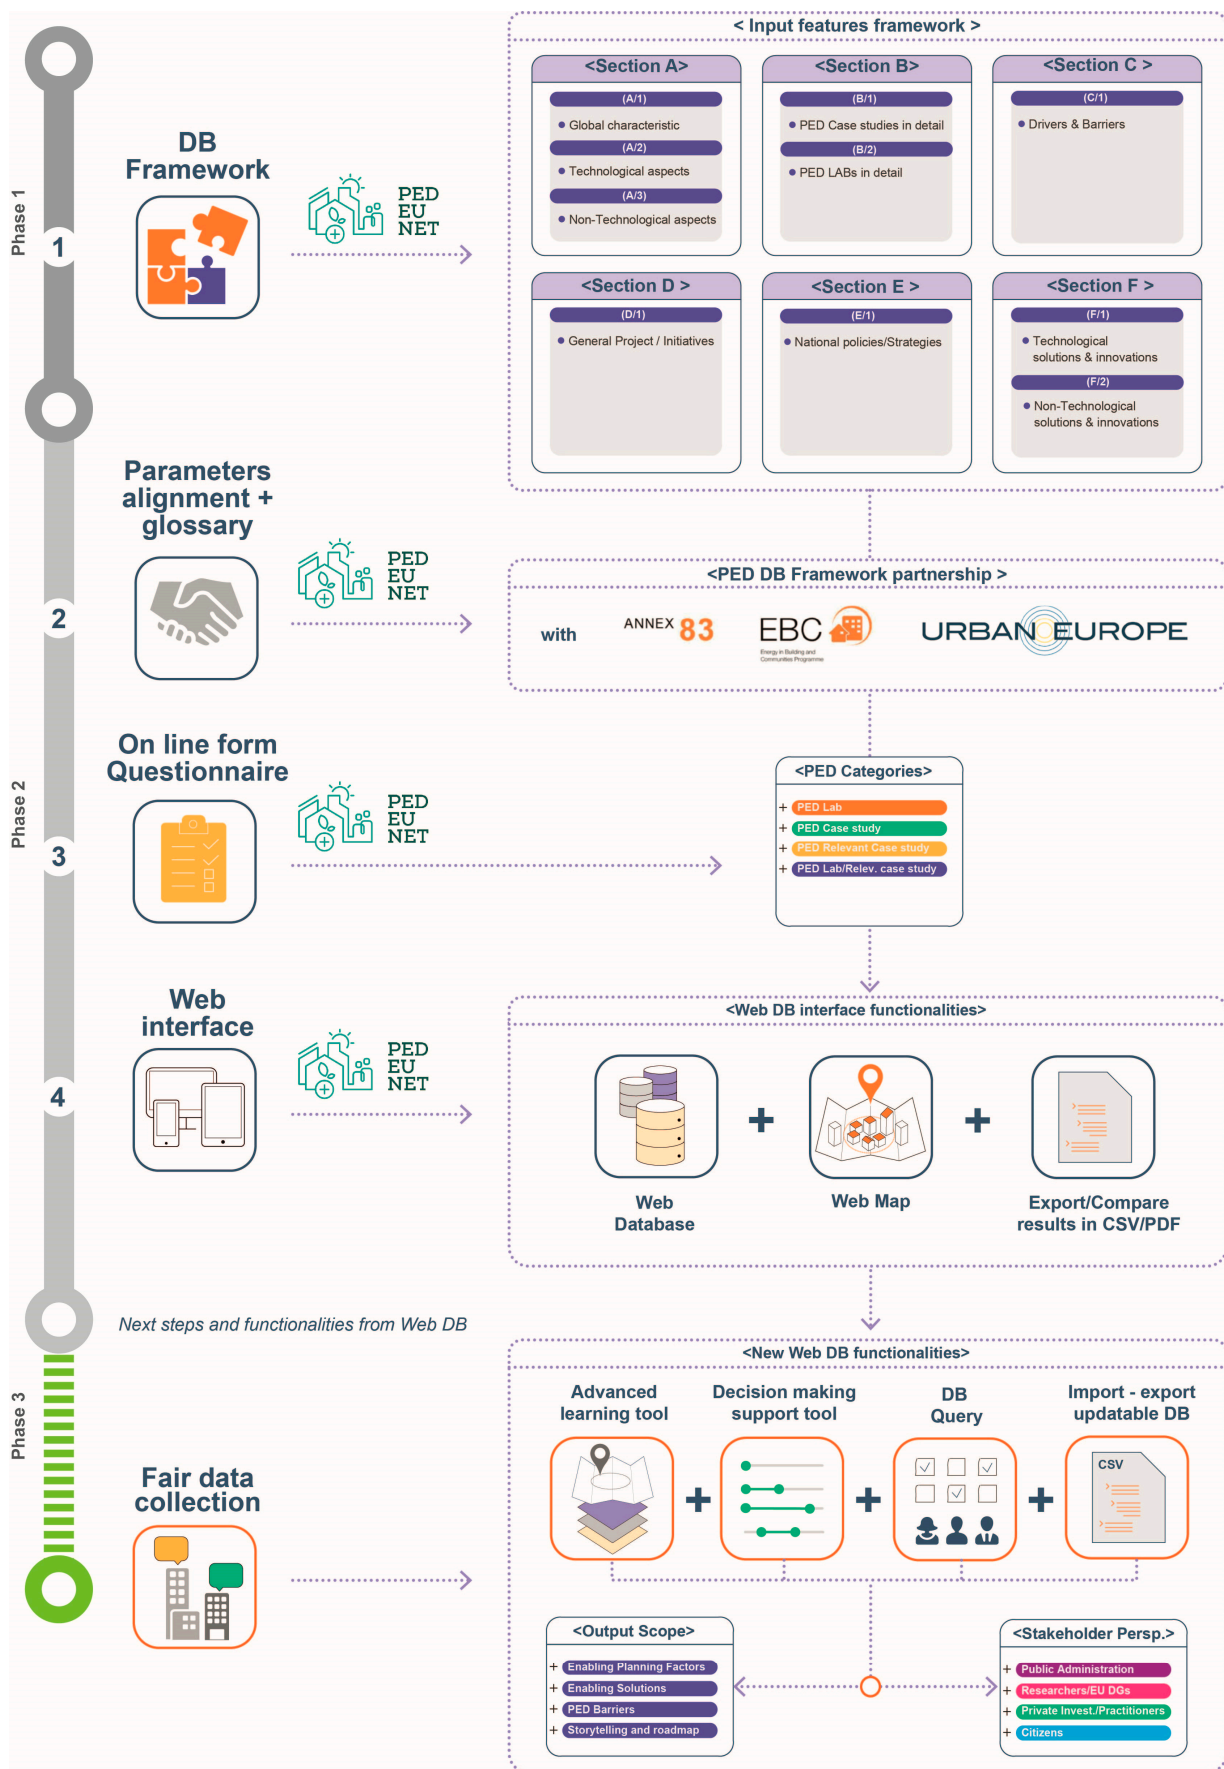 Phase 1
1
DB
Framework
PED
EU
NET
< Input features framework >
<Section A>
(A/1)
Global characteristic
(A/2)
Technological aspects
(A/3)
Non-Technological aspects
<Section B>
(B/1)
PED Case studies in detail
(B/2)
PED LABs in detail
<Section C >
(C/1)
Drivers & Barriers
<Section D >
(D/1)
General Project / Initiatives
<Section E >
(E/1)
National policies/Strategies
<Section F >
(F/1)
Technological
solutions & innovations
(F/2)
Non-Technological
solutions & innovations
Phase 2
2
Parameters
alignment +
glossary
PED
EU
NET
<PED DB Framework partnership >
with
ANNEX 83
EBC
Energy in Building and
Communities Programme
URBAN EUROPE
3
On line form
Questionnaire
PED
EU
NET
<PED Categories>
+ PED Lab
+ PED Case study
+ PED Relevant Case study
+ PED Lab/Relev. case study
4
Web
interface
PED
EU
NET
<Web DB interface functionalities>
+
+
Web
Database
Web Map
Export/Compare
results in CSV/PDF
Next steps and functionalities from Web DB
Phase 3
Fair data
collection
<New Web DB functionalities>
Advanced
learning tool
Decision making
support tool
DB
Query
Import - export
updatable DB
+
+
+
CSV
<Output Scope>
+ Enabling Planning Factors
+ Enabling Solutions
+ PED Barriers
+ Storytelling and roadmap
<Stakeholder Persp.>
+ Public Administration
+ Researchers/EU DGs
+ Private Invest./Practitioners
+ Citizens